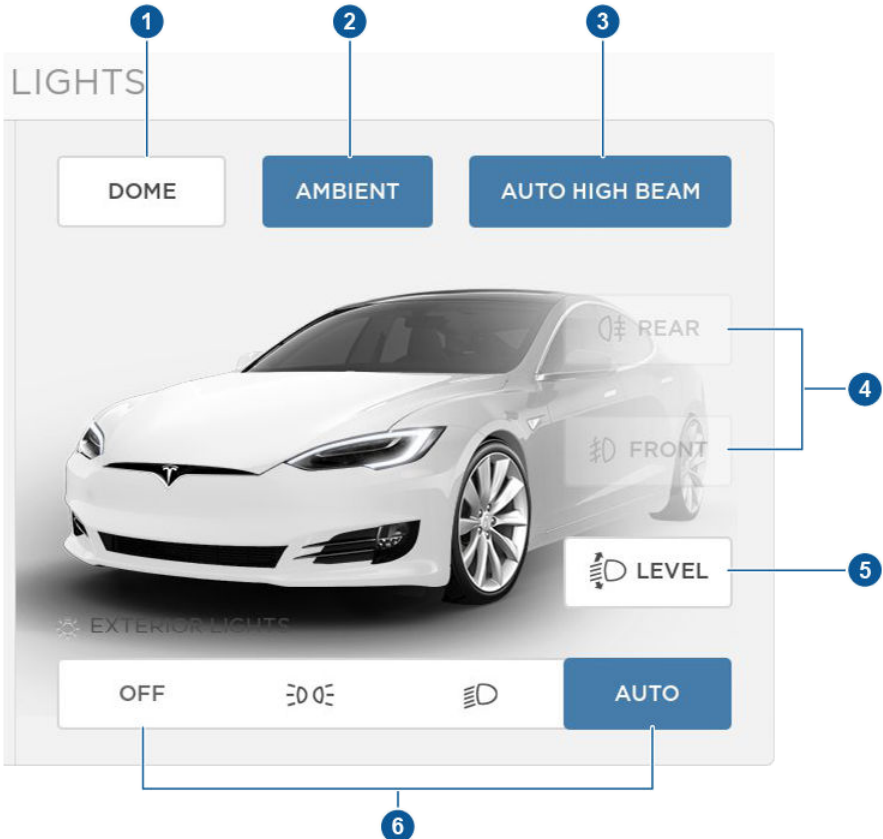 1 2 3
LIGHTS
DOME AMBIENT AUTO HIGH BEAM
REAR
4
FRONT
LEVEL 5
EXTERIOR LIGHTS
OFF AUTO
6